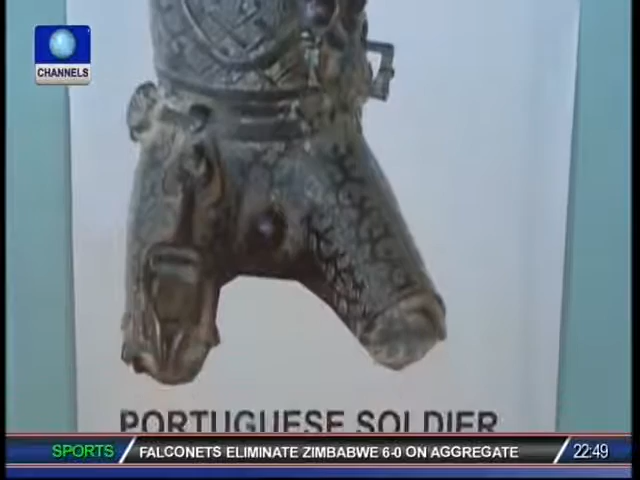 CHANNELS
PORTUGUESE SOLDIER
SPORTS FALCONETS ELIMINATE ZIMBABWE 6-0 ON AGGREGATE 22:49